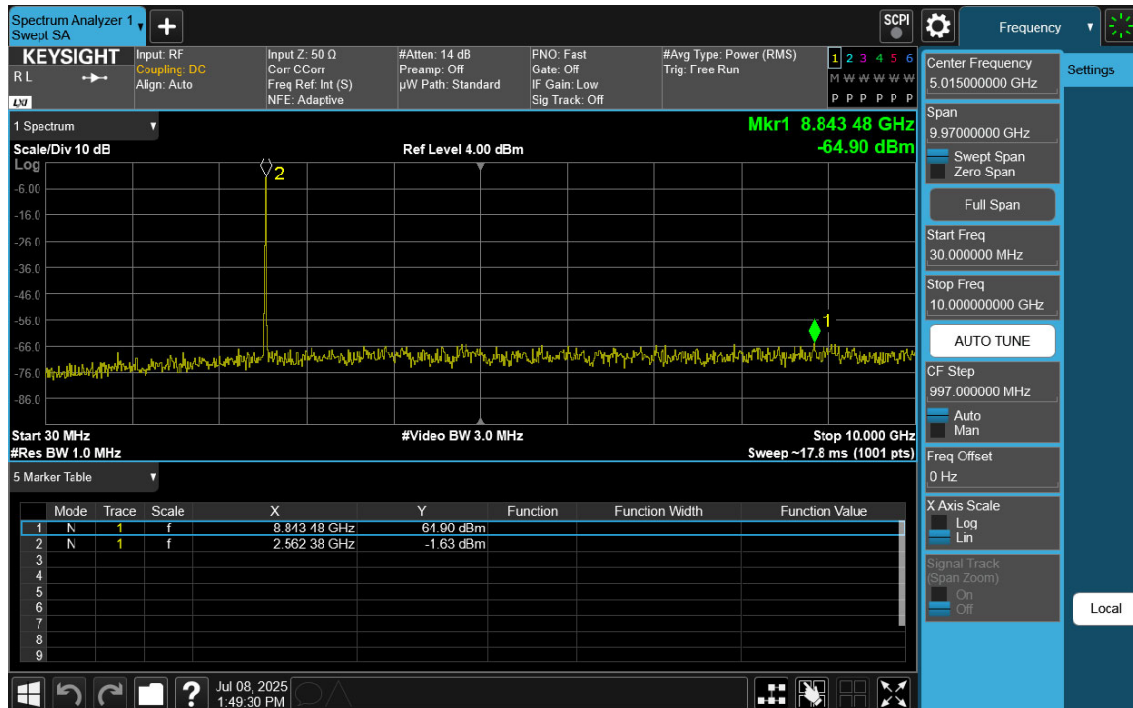 Spectrum Analyzer 1
Swept SA
SCPI
Frequency
KEYSIGHT
R L
LXI
Input: RF
Coupling: DC
Align: Auto
Input Z: 50 Ω
Corr CCorr
Freq Ref: Int (S)
NFE: Adaptive
#Atten: 14 dB
Preamp: Off
µW Path: Standard
PNO: Fast
Gate: Off
IF Gain: Low
Sig Track: Off
#Avg Type: Power (RMS)
Trig: Free Run
1 2 3 4 5 6
M W W W W W
P P P P P P
1 Spectrum
Scale/Div 10 dB
Ref Level 4.00 dBm
Mkr1 8.843 48 GHz
-64.90 dBm
Log
-6.00
-16.0
-26.0
-36.0
-46.0
-56.0
-66.0
-76.0
-86.0
2
1
Start 30 MHz
#Video BW 3.0 MHz
Stop 10.000 GHz
#Res BW 1.0 MHz
Sweep ~17.8 ms (1001 pts)
5 Marker Table
Mode Trace Scale X Y Function Function Width Function Value
1 N 1 f 8.843 48 GHz 64.90 dBm
2 N 1 f 2.562 38 GHz -1.63 dBm
3
4
5
6
7
8
9
Center Frequency
5.015000000 GHz
Settings
Span
9.97000000 GHz
Swept Span
Zero Span
Full Span
Start Freq
30.000000 MHz
Stop Freq
10.000000000 GHz
AUTO TUNE
CF Step
997.000000 MHz
Auto
Man
Freq Offset
0 Hz
X Axis Scale
Log
Lin
Signal Track
(Span Zoom)
On
Off
Local
?
Jul 08, 2025
1:49:30 PM